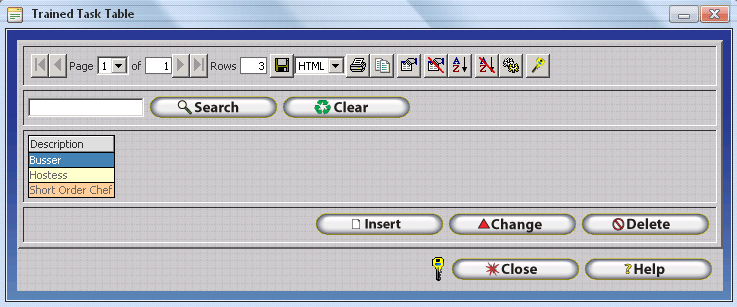 Trained Task Table
Page 1 of 1 Rows 3 HTML
Search Clear
Description
Busser
Hostess
Short Order Chef
Insert Change Delete
Close ?Help